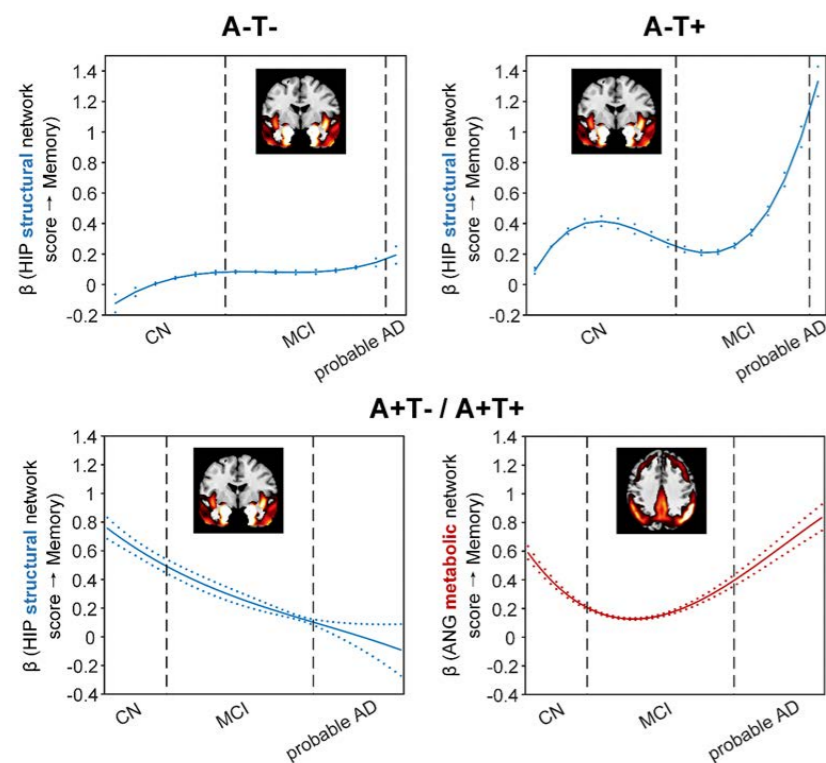 A-T-
1.4
1.2
1
0.8
0.6
0.4
0.2
0
-0.2
β (HIP structural network
score → Memory)
CN
MCI
probable AD
A-T+
1.4
1.2
1
0.8
0.6
0.4
0.2
0
-0.2
β (HIP structural network
score → Memory)
CN
MCI
probable AD
A+T- / A+T+
1.4
1.2
1
0.8
0.6
0.4
0.2
0
-0.2
-0.4
β (HIP structural network
score → Memory)
CN
MCI
probable AD
1.4
1.2
1
0.8
0.6
0.4
0.2
0
-0.2
-0.4
β (ANG metabolic network
score → Memory)
CN
MCI
probable AD